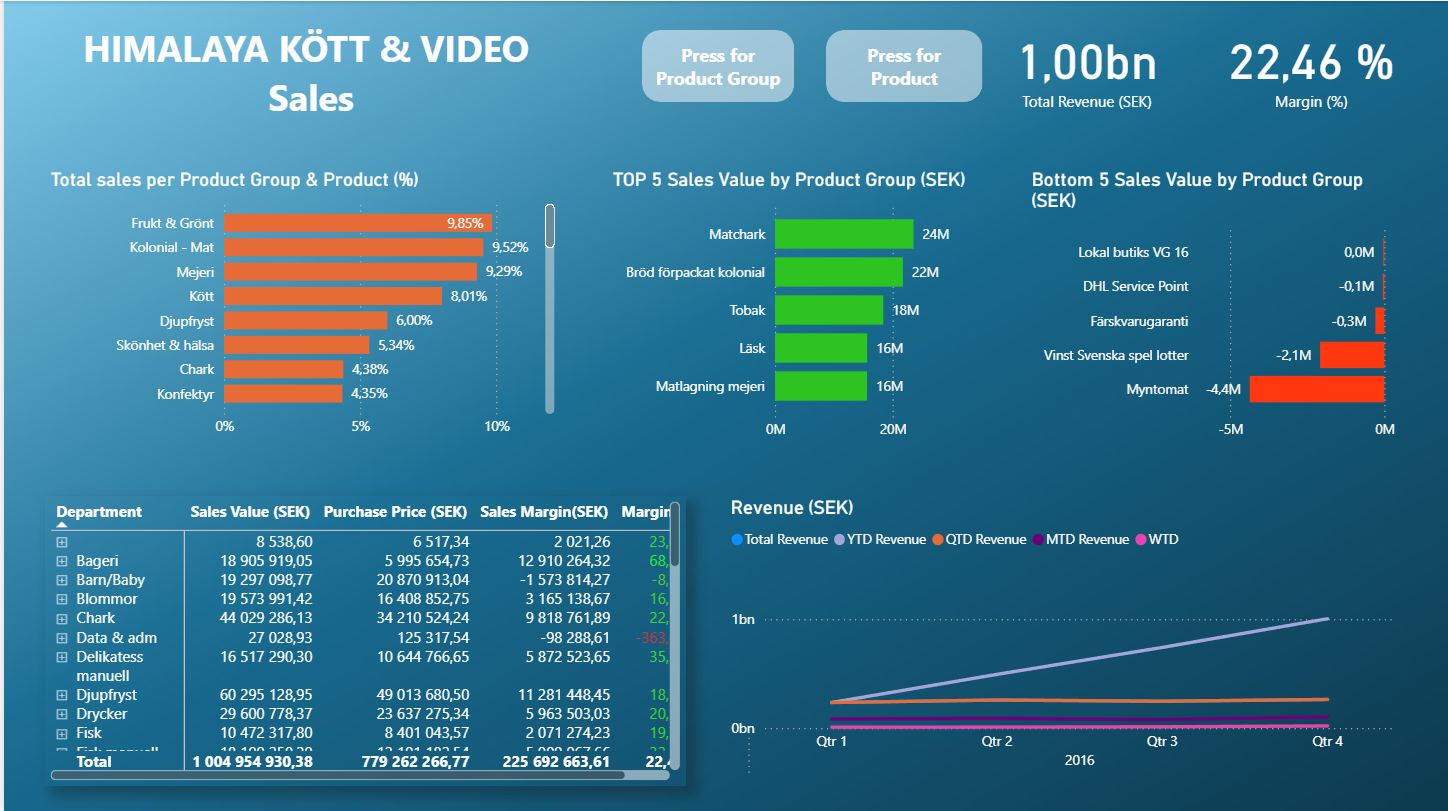 HIMALAYA KÖTT & VIDEO
Sales
Press for
Product Group
Press for
Product
1,00bn
Total Revenue (SEK)
22,46 %
Margin (%)
Total sales per Product Group & Product (%)
Frukt & Grönt 9,85%
Kolonial - Mat 9,52%
Mejeri 9,29%
Kött 8,01%
Djupfryst 6,00%
Skönhet & hälsa 5,34%
Chark 4,38%
Konfektyr 4,35%
0% 5% 10%
TOP 5 Sales Value by Product Group (SEK)
Matchark 24M
Bröd förpackat kolonial 22M
Tobak 18M
Läsk 16M
Matlagning mejeri 16M
0M 20M
Bottom 5 Sales Value by Product Group
(SEK)
Lokal butiks VG 16 0,0M
DHL Service Point -0,1M
Färskvarugaranti -0,3M
Vinst Svenska spel lotter -2,1M
Myntomat -4,4M
-5M 0M
Department Sales Value (SEK) Purchase Price (SEK) Sales Margin(SEK) Margin
8 538,60 6 517,34 2 021,26 23,
Bageri 18 905 919,05 5 995 654,73 12 910 264,32 68,
Barn/Baby 19 297 098,77 20 870 913,04 -1 573 814,27 -8,
Blommor 19 573 991,42 16 408 852,75 3 165 138,67 16,
Chark 44 029 286,13 34 210 524,24 9 818 761,89 22,
Data & adm 27 028,93 125 317,54 -98 288,61 -363,
Delikatess 16 517 290,30 10 644 766,65 5 872 523,65 35,
manuell
Djupfryst 60 295 128,95 49 013 680,50 11 281 448,45 18,
Drycker 29 600 778,37 23 637 275,34 5 963 503,03 20,
Fisk 10 472 317,80 8 401 043,57 2 071 274,23 19,
Total 1 004 954 930,38 779 262 266,77 225 692 663,61 22,4
Revenue (SEK)
Total Revenue YTD Revenue QTD Revenue MTD Revenue WTD
1bn
0bn
Qtr 1 Qtr 2 Qtr 3 Qtr 4
2016